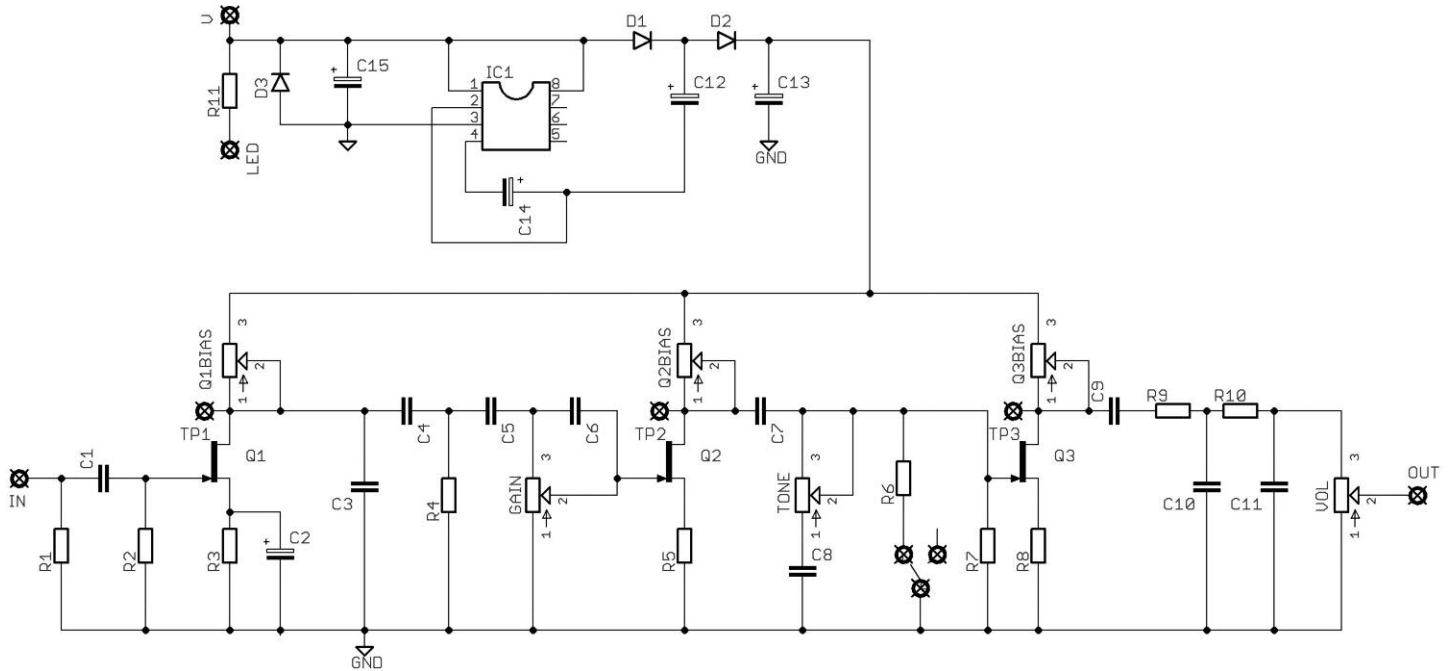 V
D1
D2
R11
D3
C15
IC1
1
2
3
4
8
7
6
5
C12
C13
LED
GND
C14
Q1BIAS
3
2
1
Q2BIAS
3
2
1
Q3BIAS
3
2
1
TP1
Q1
C4
C5
C6
TP2
Q2
C7
TP3
Q3
C9
R9
R10
IN
C1
R1
R2
R3
C2
C3
R4
GAIN
3
2
1
R5
TONE
3
2
1
C8
R6
R7
R8
C10
C11
VOL
3
2
1
OUT
GND